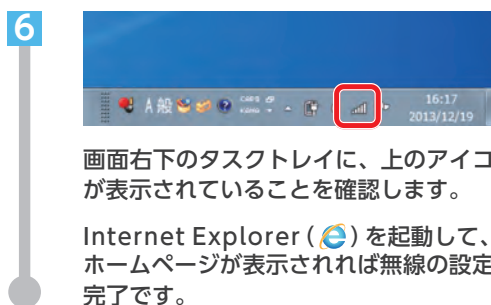 6
A 般 CAPS
KANA
16:17
2013/12/19
画面右下のタスクトレイに、上のアイコ
が表示されていることを確認します。
Internet Explorer ( ) を起動して、
ホームページが表示されれば無線の設定
完了です。